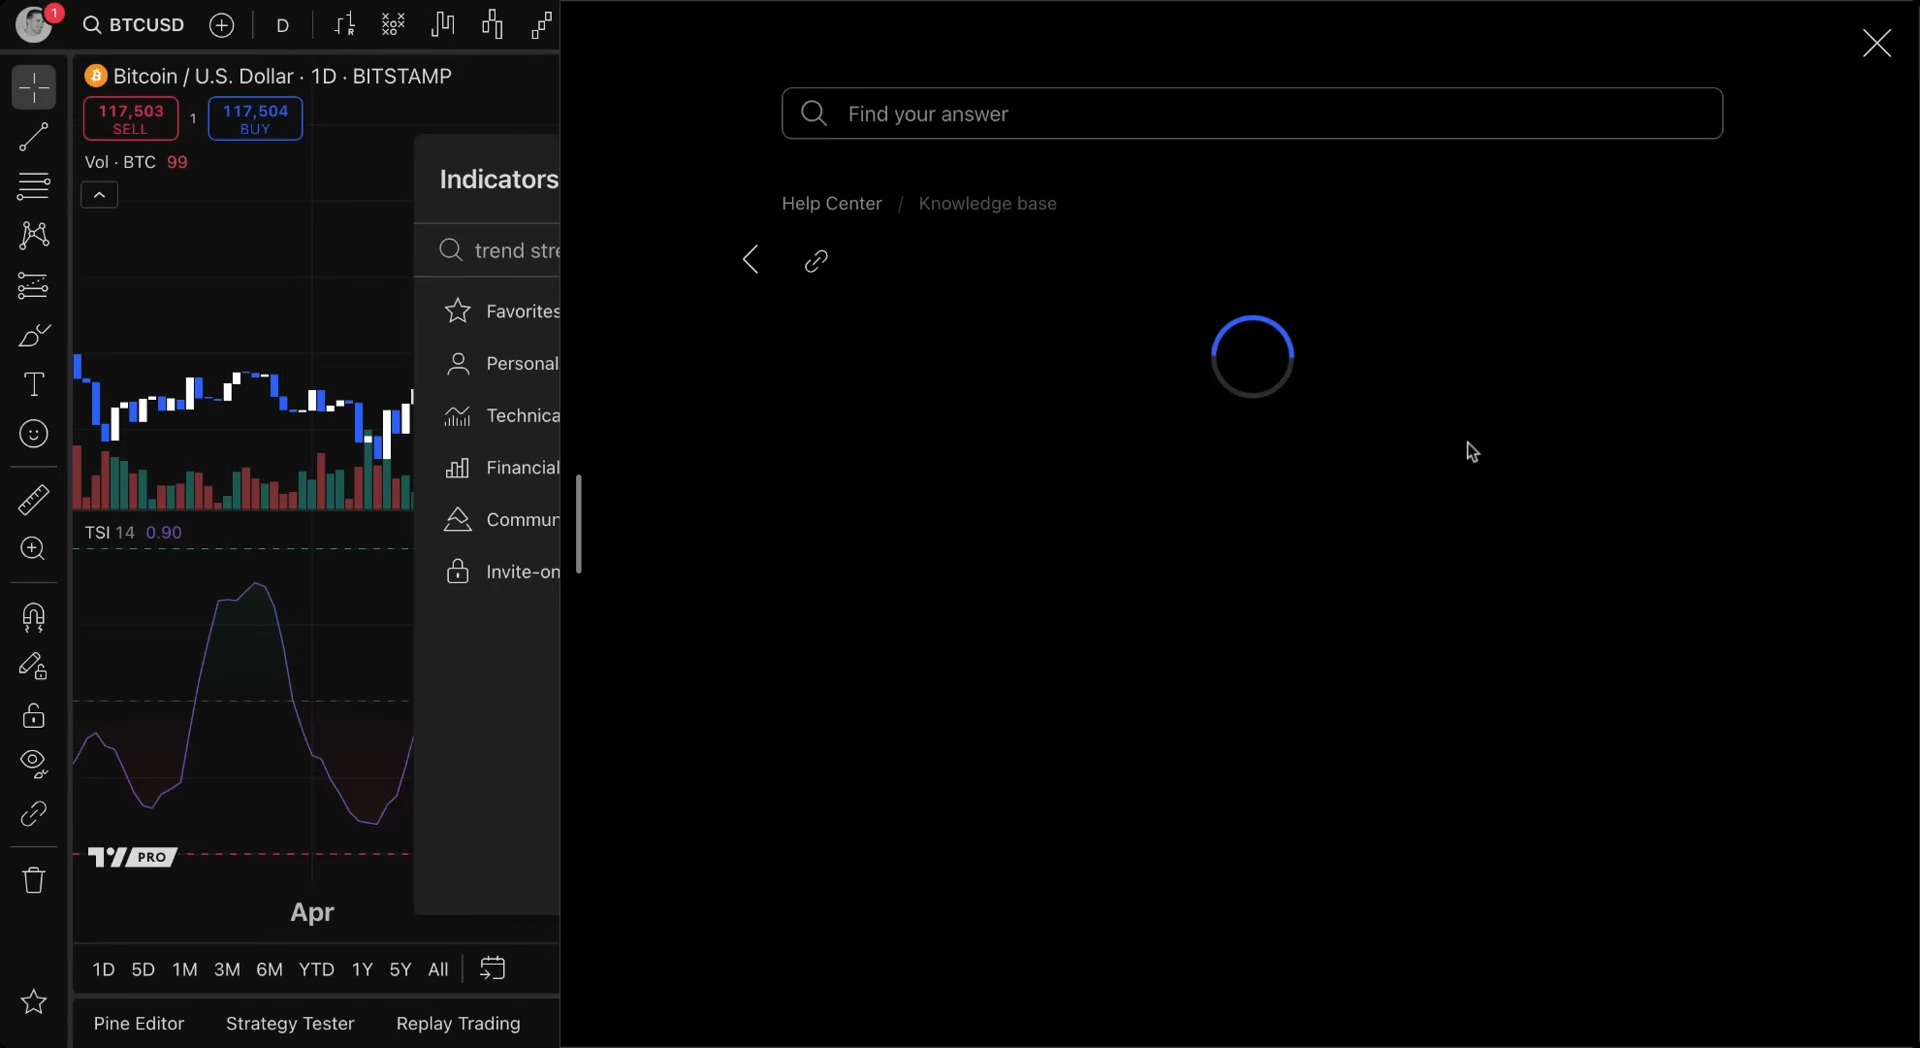 1
BTCUSD
D
R
Bitcoin / U.S. Dollar · 1D · BITSTAMP
117,503
SELL
1
117,504
BUY
Vol · BTC 99
Indicators
trend stre
Favorites
Personal
Technica
Financial
Commun
Invite-on
TSI 14 0.90
PRO
Apr
1D 5D 1M 3M 6M YTD 1Y 5Y All
Pine Editor Strategy Tester Replay Trading
Find your answer
Help Center / Knowledge base